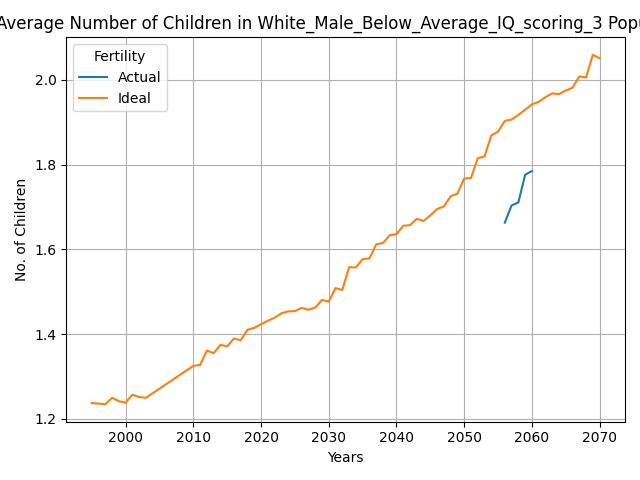 Average Number of Children in White_Male_Below_Average_IQ_scoring_3 Popu
Fertility
Actual
Ideal
No. of Children
2.0
1.8
1.6
1.4
1.2
2000 2010 2020 2030 2040 2050 2060 2070
Years